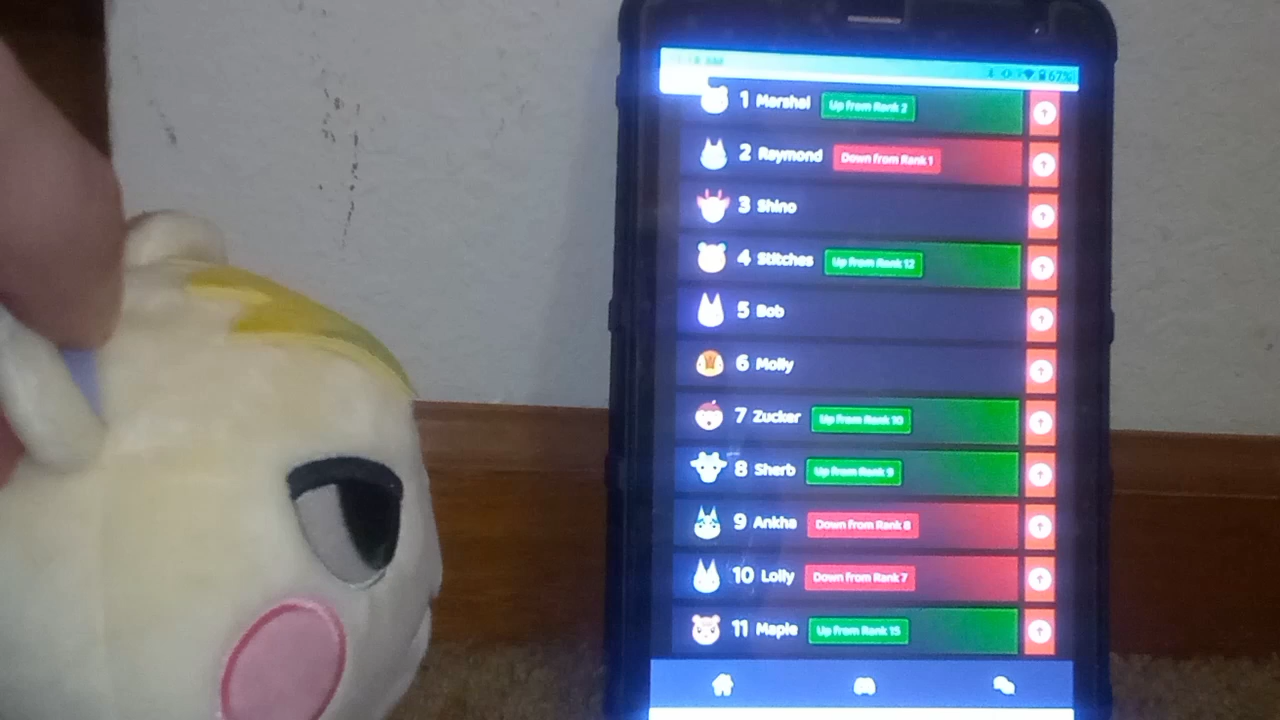 67%
1 Marshal Up from Rank 2
2 Raymond Down from Rank 1
3 Shino
4 Stitches Up from Rank 12
5 Bob
6 Molly
7 Zucker Up from Rank 10
8 Sherb Up from Rank 9
9 Ankha Down from Rank 8
10 Lolly Down from Rank 7
11 Maple Up from Rank 15